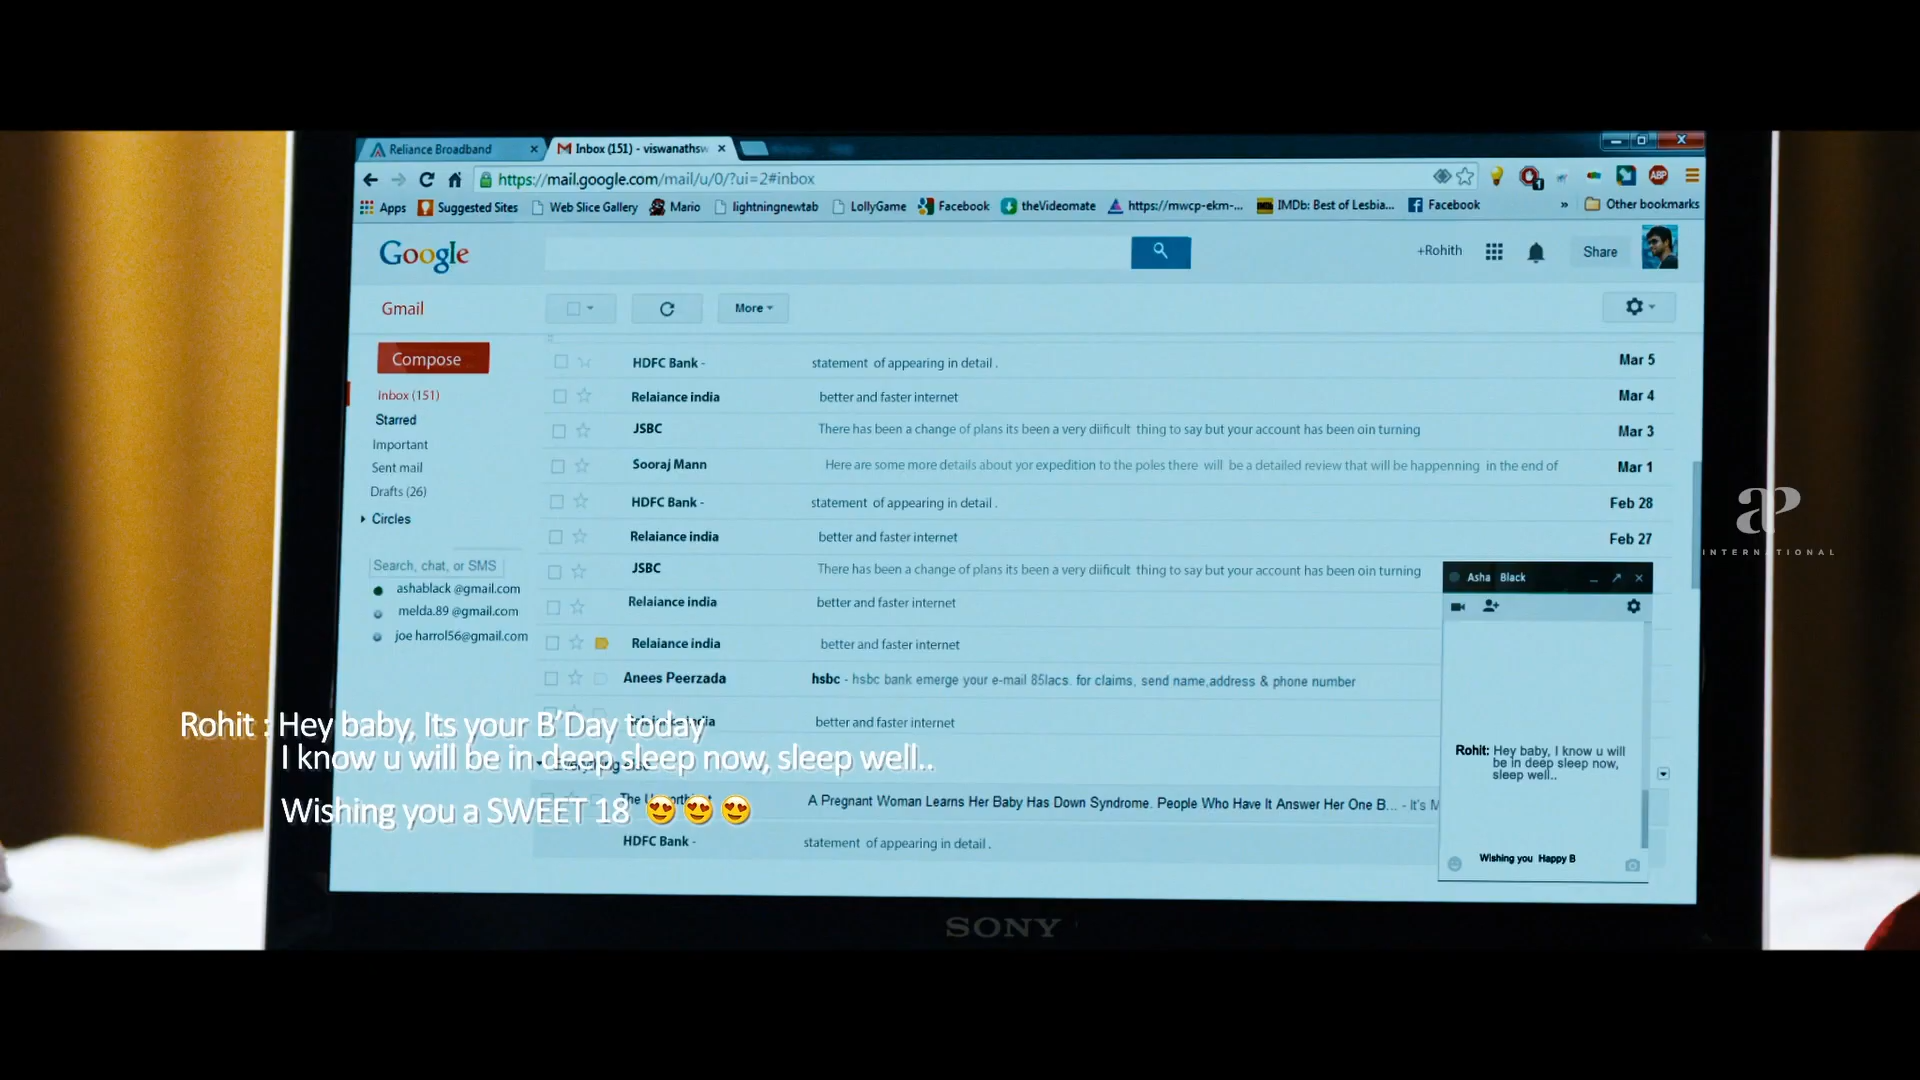 Reliance Broadband
Inbox (151) - viswanathsw
https://mail.google.com/mail/u/0/?ui=2#inbox
Apps Suggested Sites Web Slice Gallery Mario lightningnewtab LollyGame Facebook theVideomate https://mwcp-ekm-... IMDb: Best of Lesbia... Facebook » Other bookmarks
Google +Rohith Share
Gmail More
Compose
Inbox (151)
Starred
Important
Sent mail
Drafts (26)
Circles
Search, chat, or SMS
ashablack @gmail.com
melda.89 @gmail.com
joe harrol56@gmail.com
HDFC Bank - statement of appearing in detail . Mar 5
Relaiance india better and faster internet Mar 4
JSBC There has been a change of plans its been a very diificult thing to say but your account has been oin turning Mar 3
Sooraj Mann Here are some more details about yor expedition to the poles there will be a detailed review that will be happenning in the end of Mar 1
HDFC Bank - statement of appearing in detail . Feb 28
Relaiance india better and faster internet Feb 27
JSBC There has been a change of plans its been a very diificult thing to say but your account has been oin turning
Relaiance india better and faster internet
Relaiance india better and faster internet
Anees Peerzada hsbc - hsbc bank emerge your e-mail 85lacs. for claims, send name,address & phone number
better and faster internet
The A Pregnant Woman Learns Her Baby Has Down Syndrome. People Who Have It Answer Her One B... - It's M
HDFC Bank - statement of appearing in detail .
Asha Black
Rohit: Hey baby, I know u will
be in deep sleep now,
sleep well..
Wishing you Happy B
Rohit : Hey baby, Its your B'Day today
I know u will be in deep sleep now, sleep well..
Wishing you a SWEET 18 😍😍😍
SONY
ap
INTERNATIONAL
ABP